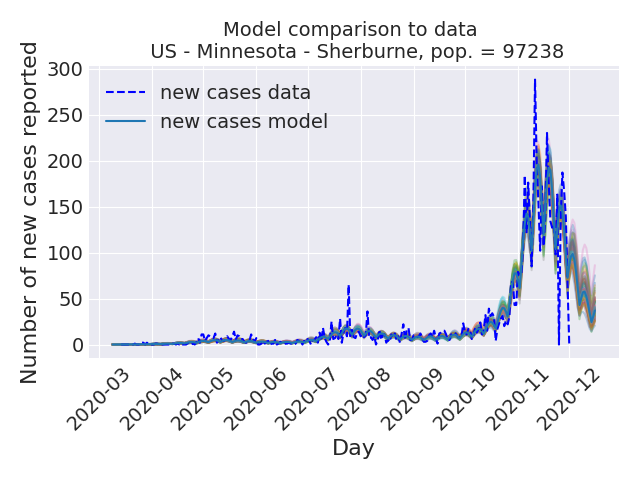 Model comparison to data
US - Minnesota - Sherburne, pop. = 97238
Number of new cases reported
300
250
200
150
100
50
0
new cases data
new cases model
2020-03
2020-04
2020-05
2020-06
2020-07
2020-08
2020-09
2020-10
2020-11
2020-12
Day